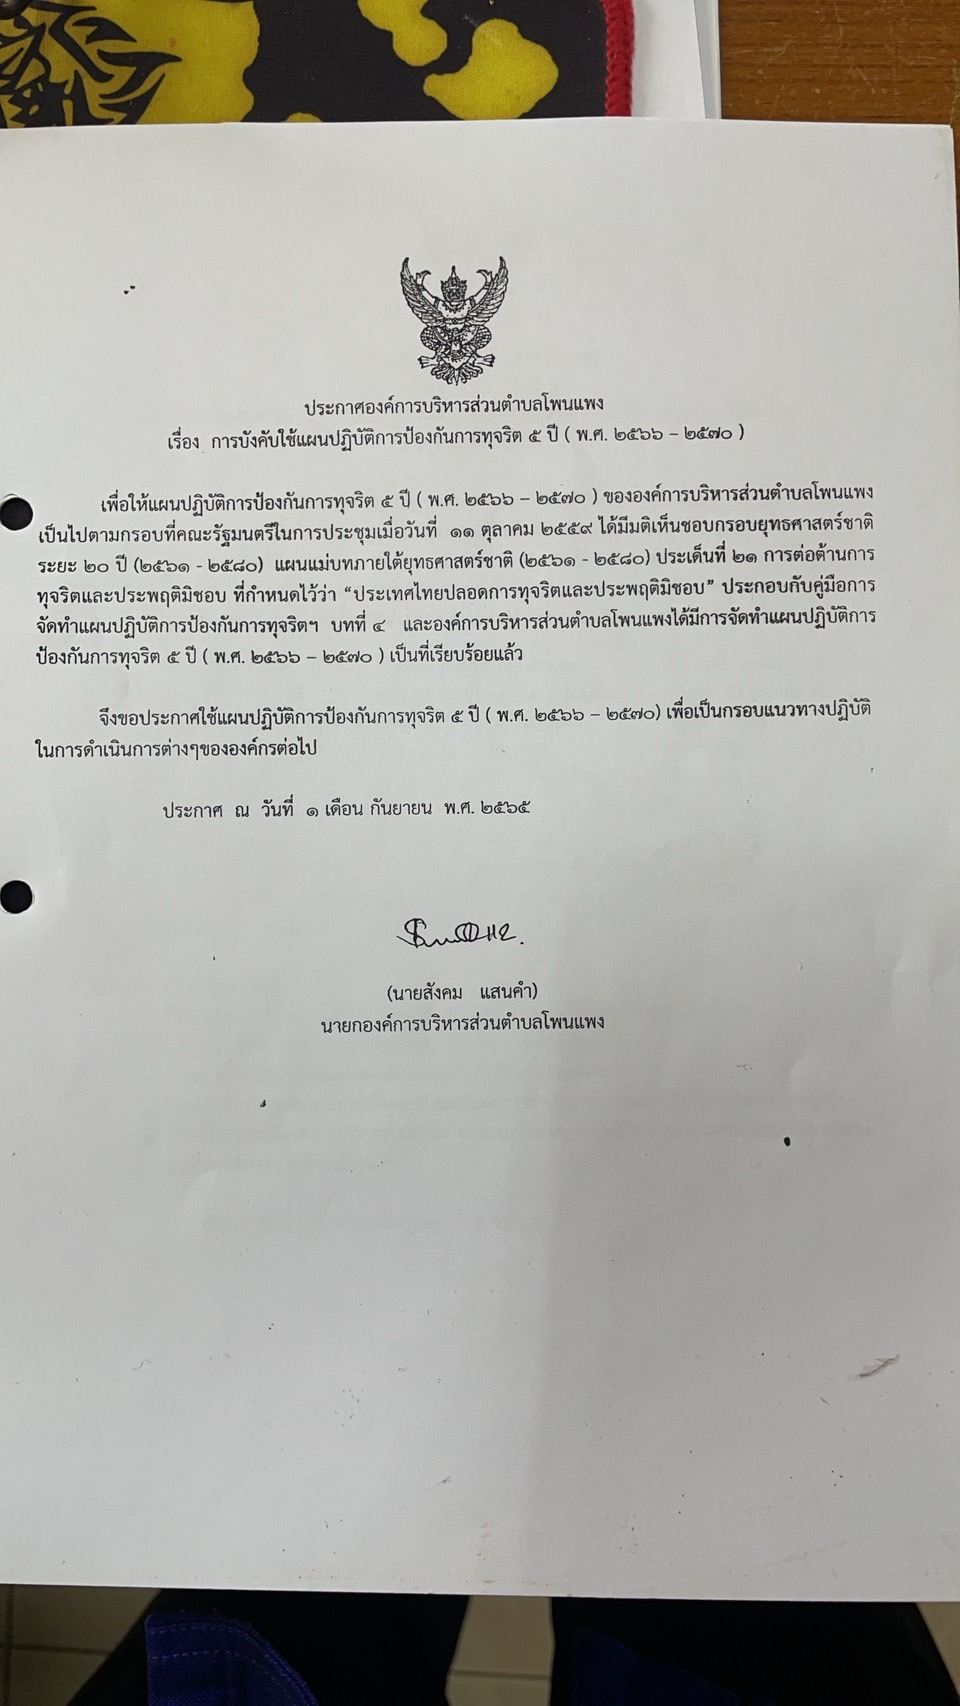 ประกาศองค์การบริหารส่วนตำบลโพนแพง
เรื่อง การบังคับใช้แผนปฏิบัติการป้องกันการทุจริต ๕ ปี ( พ.ศ. ๒๕๖๖ – ๒๕๗๐ )
เพื่อให้แผนปฏิบัติการป้องกันการทุจริต ๕ ปี ( พ.ศ. ๒๕๖๖ – ๒๕๗๐ ) ขององค์การบริหารส่วนตำบลโพนแพง
เป็นไปตามกรอบที่คณะรัฐมนตรีในการประชุมเมื่อวันที่ ๑๑ ตุลาคม ๒๕๕๙ ได้มีมติเห็นชอบกรอบยุทธศาสตร์ชาติ
ระยะ ๒๐ ปี (๒๕๖๑ - ๒๕๘๐) แผนแม่บทภายใต้ยุทธศาสตร์ชาติ (๒๕๖๑ - ๒๕๘๐) ประเด็นที่ ๒๑ การต่อต้านการ
ทุจริตและประพฤติมิชอบ ที่กำหนดไว้ว่า “ประเทศไทยปลอดการทุจริตและประพฤติมิชอบ” ประกอบกับคู่มือการ
จัดทำแผนปฏิบัติการป้องกันการทุจริตฯ บทที่ ๔ และองค์การบริหารส่วนตำบลโพนแพงได้มีการจัดทำแผนปฏิบัติการ
ป้องกันการทุจริต ๕ ปี ( พ.ศ. ๒๕๖๖ – ๒๕๗๐ ) เป็นที่เรียบร้อยแล้ว
จึงขอประกาศใช้แผนปฏิบัติการป้องกันการทุจริต ๕ ปี ( พ.ศ. ๒๕๖๖ – ๒๕๗๐) เพื่อเป็นกรอบแนวทางปฏิบัติ
ในการดำเนินการต่างๆขององค์กรต่อไป
ประกาศ ณ วันที่ ๑ เดือน กันยายน พ.ศ. ๒๕๖๕
(นายสังคม แสนคำ)
นายกองค์การบริหารส่วนตำบลโพนแพง